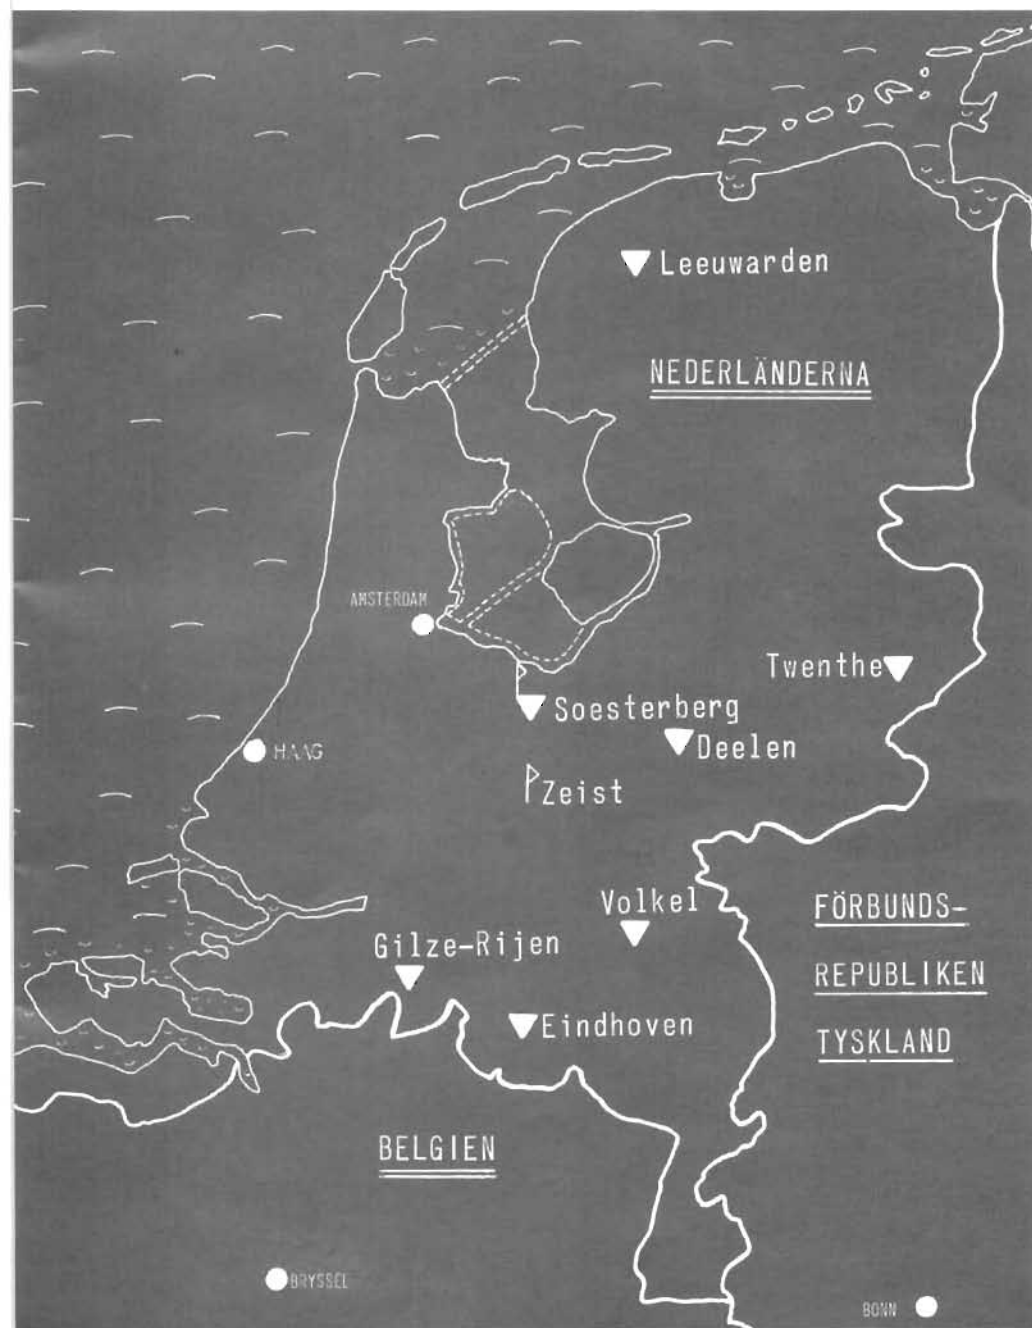 Leeuwarden
NEDERLÄNDERNA
AMSTERDAM
Twenthe
Soesterberg
HAAG
Deelen
Zeist
Volkel
FÖRBUNDS-
REPUBLIKEN
TYSKLAND
Gilze-Rijen
Eindhoven
BELGIEN
BRYSSEL
BONN